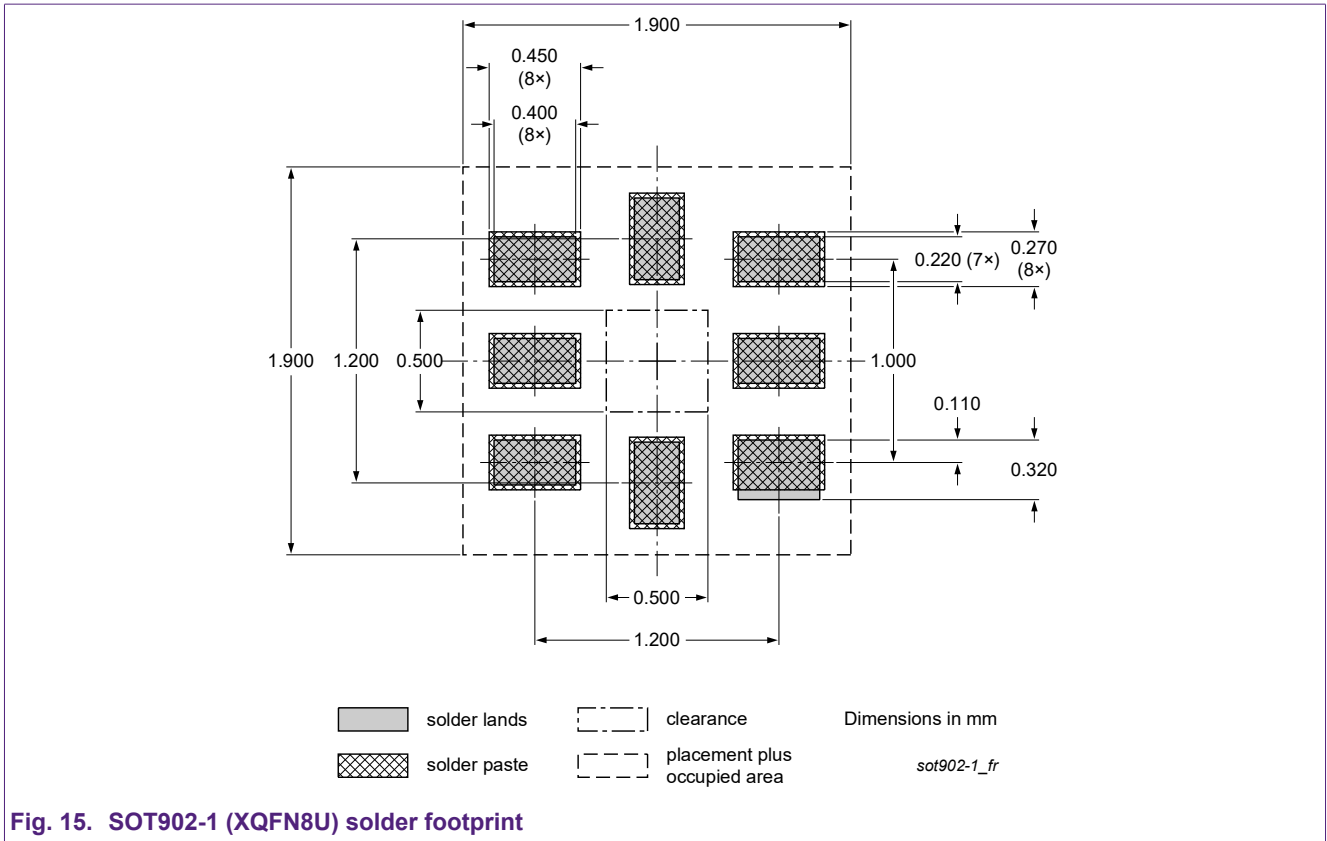 1.900
0.450
(8×)
0.400
(8×)
0.220 (7×)
0.270
(8×)
1.900
1.200
0.500
1.000
0.110
0.320
0.500
1.200
solder lands
clearance
Dimensions in mm
solder paste
placement plus
occupied area
sot902-1_fr
Fig. 15. SOT902-1 (XQFN8U) solder footprint